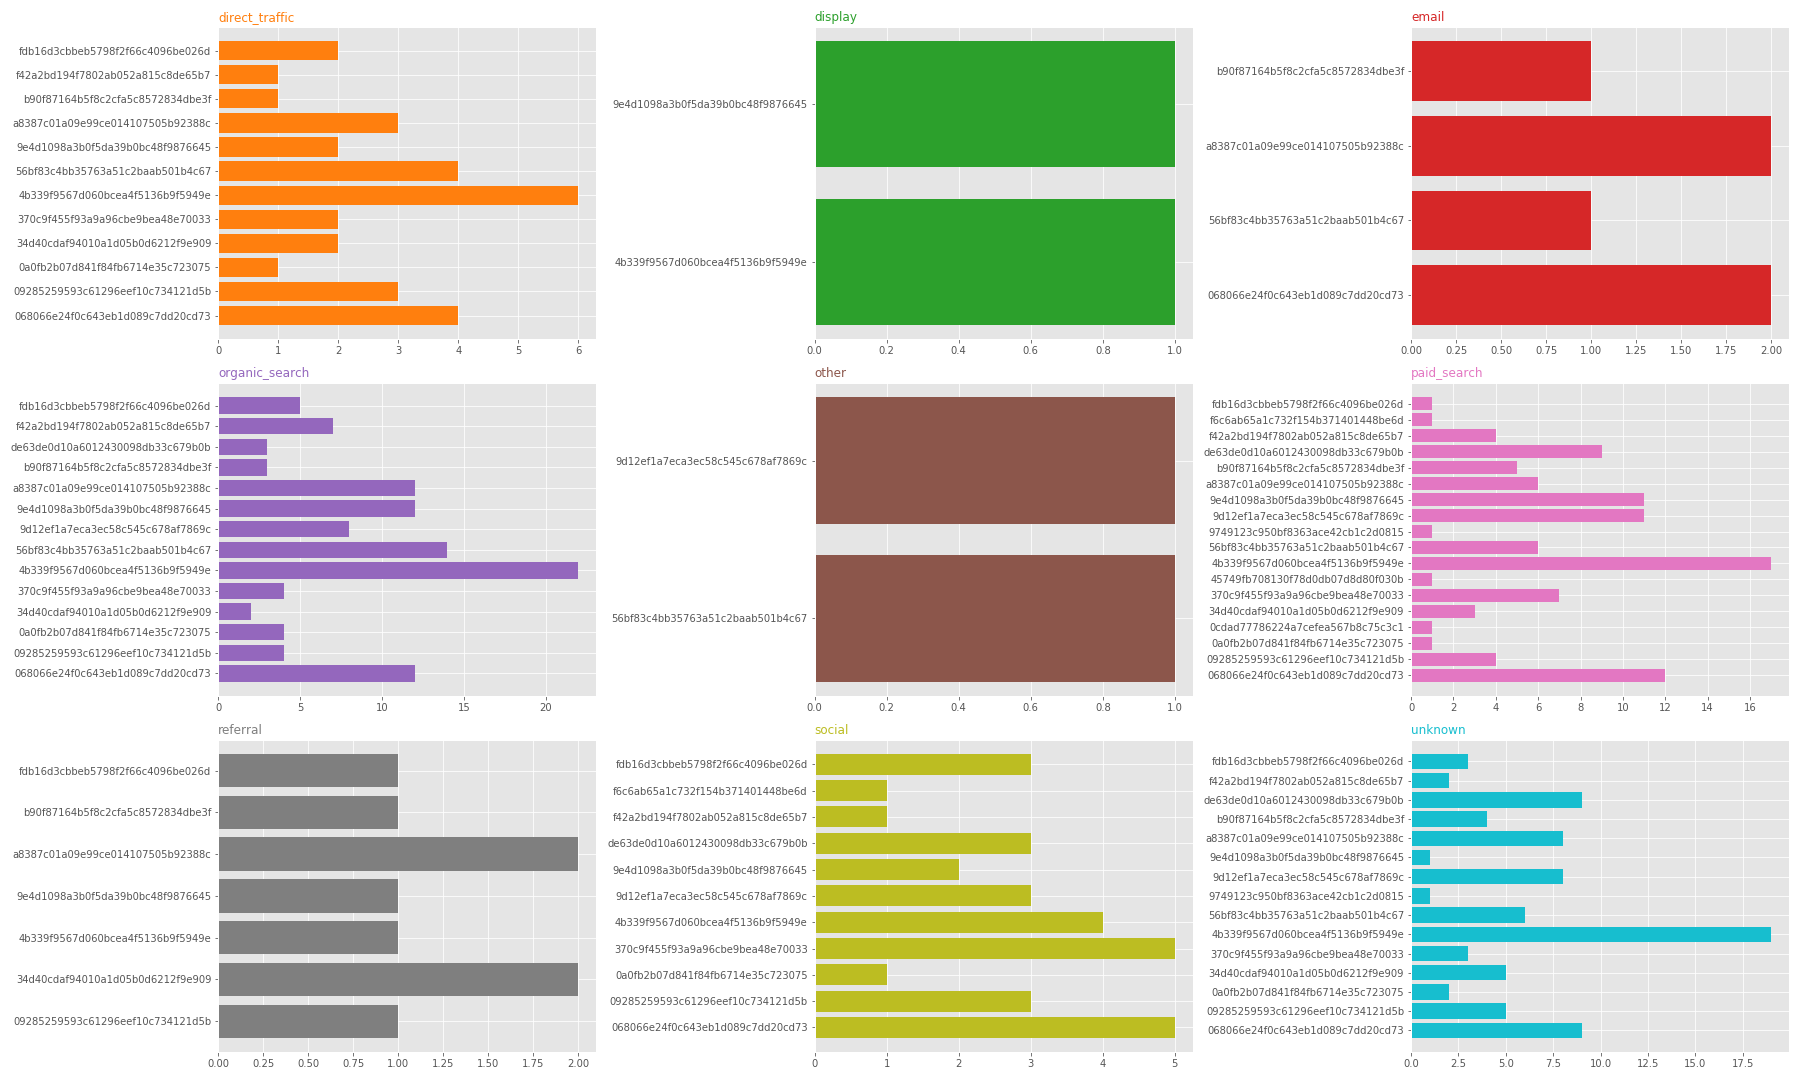 direct_traffic
fdb16d3cbbeb5798f2f66c4096be026d
f42a2bd194f7802ab052a815c8de65b7
b90f87164b5f8c2cfa5c8572834dbe3f
a8387c01a09e99ce014107505b92388c
9e4d1098a3b0f5da39b0bc48f9876645
56bf83c4bb35763a51c2baab501b4c67
4b339f9567d060bcea4f5136b9f5949e
370c9f455f93a9a96cbe9bea48e70033
34d40cdaf94010a1d05b0d6212f9e909
0a0fb2b07d841f84fb6714e35c723075
09285259593c61296eef10c734121d5b
068066e24f0c643eb1d089c7dd20cd73
0 1 2 3 4 5 6
display
9e4d1098a3b0f5da39b0bc48f9876645
4b339f9567d060bcea4f5136b9f5949e
0.0 0.2 0.4 0.6 0.8 1.0
email
b90f87164b5f8c2cfa5c8572834dbe3f
a8387c01a09e99ce014107505b92388c
56bf83c4bb35763a51c2baab501b4c67
068066e24f0c643eb1d089c7dd20cd73
0.00 0.25 0.50 0.75 1.00 1.25 1.50 1.75 2.00
organic_search
fdb16d3cbbeb5798f2f66c4096be026d
f42a2bd194f7802ab052a815c8de65b7
de63de0d10a6012430098db33c679b0b
b90f87164b5f8c2cfa5c8572834dbe3f
a8387c01a09e99ce014107505b92388c
9e4d1098a3b0f5da39b0bc48f9876645
9d12ef1a7eca3ec58c545c678af7869c
56bf83c4bb35763a51c2baab501b4c67
4b339f9567d060bcea4f5136b9f5949e
370c9f455f93a9a96cbe9bea48e70033
34d40cdaf94010a1d05b0d6212f9e909
0a0fb2b07d841f84fb6714e35c723075
09285259593c61296eef10c734121d5b
068066e24f0c643eb1d089c7dd20cd73
0 5 10 15 20
other
9d12ef1a7eca3ec58c545c678af7869c
56bf83c4bb35763a51c2baab501b4c67
0.0 0.2 0.4 0.6 0.8 1.0
paid_search
fdb16d3cbbeb5798f2f66c4096be026d
f6c6ab65a1c732f154b371401448be6d
f42a2bd194f7802ab052a815c8de65b7
de63de0d10a6012430098db33c679b0b
b90f87164b5f8c2cfa5c8572834dbe3f
a8387c01a09e99ce014107505b92388c
9e4d1098a3b0f5da39b0bc48f9876645
9d12ef1a7eca3ec58c545c678af7869c
9749123c950bf8363ace42cb1c2d0815
56bf83c4bb35763a51c2baab501b4c67
4b339f9567d060bcea4f5136b9f5949e
45749fb708130f78d0db07d8d80f030b
370c9f455f93a9a96cbe9bea48e70033
34d40cdaf94010a1d05b0d6212f9e909
0cdad77786224a7cefea567b8c75c3c1
0a0fb2b07d841f84fb6714e35c723075
09285259593c61296eef10c734121d5b
068066e24f0c643eb1d089c7dd20cd73
0 2 4 6 8 10 12 14 16
referral
fdb16d3cbbeb5798f2f66c4096be026d
b90f87164b5f8c2cfa5c8572834dbe3f
a8387c01a09e99ce014107505b92388c
9e4d1098a3b0f5da39b0bc48f9876645
4b339f9567d060bcea4f5136b9f5949e
34d40cdaf94010a1d05b0d6212f9e909
09285259593c61296eef10c734121d5b
0.00 0.25 0.50 0.75 1.00 1.25 1.50 1.75 2.00
social
fdb16d3cbbeb5798f2f66c4096be026d
f6c6ab65a1c732f154b371401448be6d
f42a2bd194f7802ab052a815c8de65b7
de63de0d10a6012430098db33c679b0b
9e4d1098a3b0f5da39b0bc48f9876645
9d12ef1a7eca3ec58c545c678af7869c
4b339f9567d060bcea4f5136b9f5949e
370c9f455f93a9a96cbe9bea48e70033
0a0fb2b07d841f84fb6714e35c723075
09285259593c61296eef10c734121d5b
068066e24f0c643eb1d089c7dd20cd73
0 1 2 3 4 5
unknown
fdb16d3cbbeb5798f2f66c4096be026d
f42a2bd194f7802ab052a815c8de65b7
de63de0d10a6012430098db33c679b0b
b90f87164b5f8c2cfa5c8572834dbe3f
a8387c01a09e99ce014107505b92388c
9e4d1098a3b0f5da39b0bc48f9876645
9d12ef1a7eca3ec58c545c678af7869c
9749123c950bf8363ace42cb1c2d0815
56bf83c4bb35763a51c2baab501b4c67
4b339f9567d060bcea4f5136b9f5949e
370c9f455f93a9a96cbe9bea48e70033
34d40cdaf94010a1d05b0d6212f9e909
0a0fb2b07d841f84fb6714e35c723075
09285259593c61296eef10c734121d5b
068066e24f0c643eb1d089c7dd20cd73
0.0 2.5 5.0 7.5 10.0 12.5 15.0 17.5